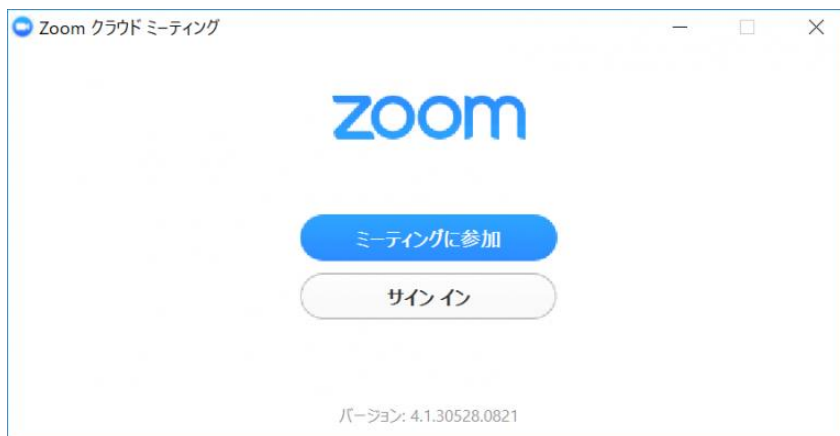 Zoom クラウド ミーティング
zoom
ミーティングに参加
サイン イン
バージョン: 4.1.30528.0821